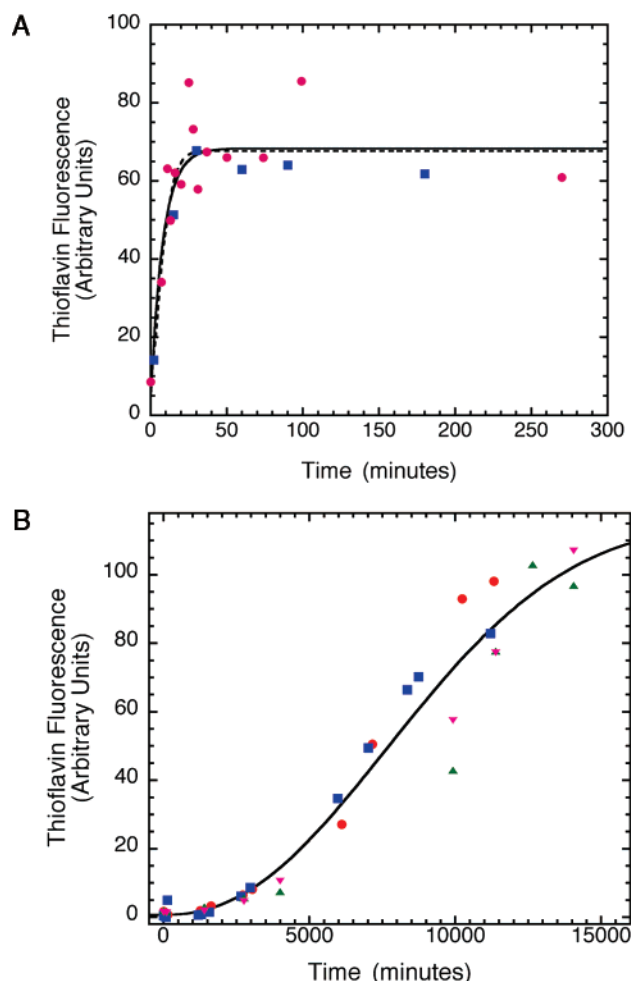 A
100
80
60
40
20
0
Thioflavin Fluorescence
(Arbitrary Units)
0 50 100 150 200 250 300
Time (minutes)
B
100
80
60
40
20
0
Thioflavin Fluorescence
(Arbitrary Units)
0 5000 10000 15000
Time (minutes)